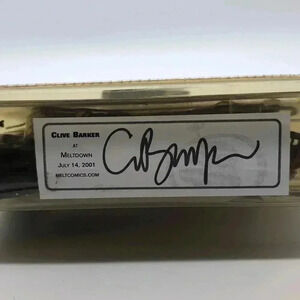 CLIVE BARKER
AT
MELTDOWN
JULY 14, 2001
MELTCOMICS.COM